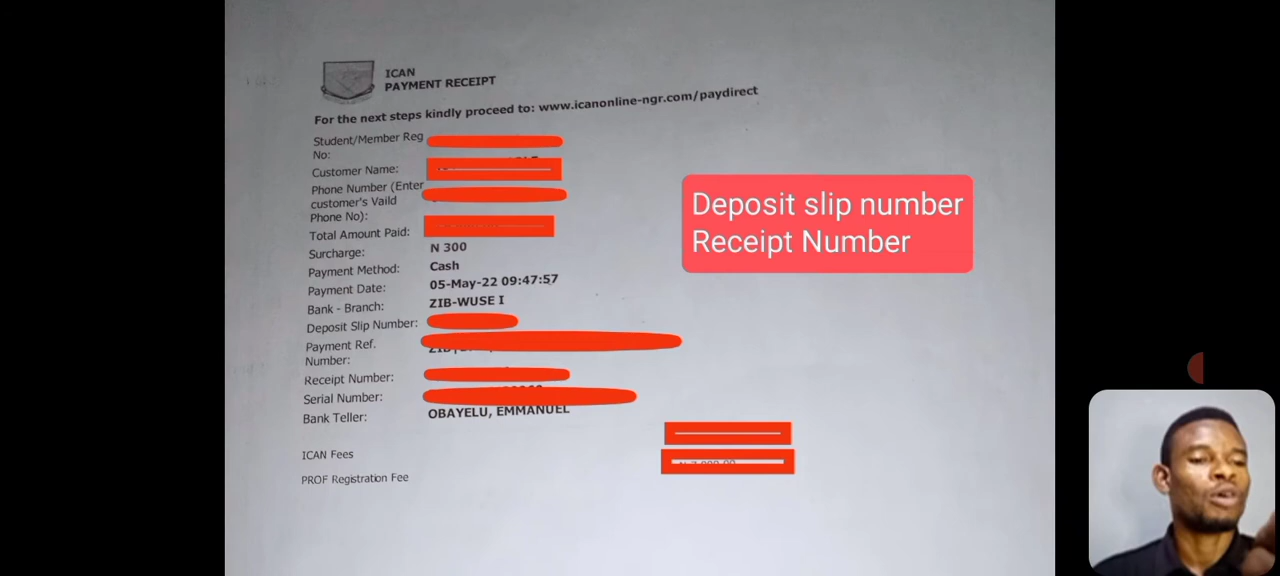 ICAN
PAYMENT RECEIPT
For the next steps kindly proceed to: www.icanonline-ngr.com/paydirect
Student/Member Reg
No:
Customer Name:
Phone Number (Enter
customer's Vaild
Phone No):
Total Amount Paid:
Surcharge: N 300
Payment Method: Cash
Payment Date: 05-May-22 09:47:57
Bank - Branch: ZIB-WUSE I
Deposit Slip Number:
Payment Ref.
Number:
Receipt Number:
Serial Number:
Bank Teller: OBAYELU, EMMANUEL
ICAN Fees
PROF Registration Fee
Deposit slip number
Receipt Number